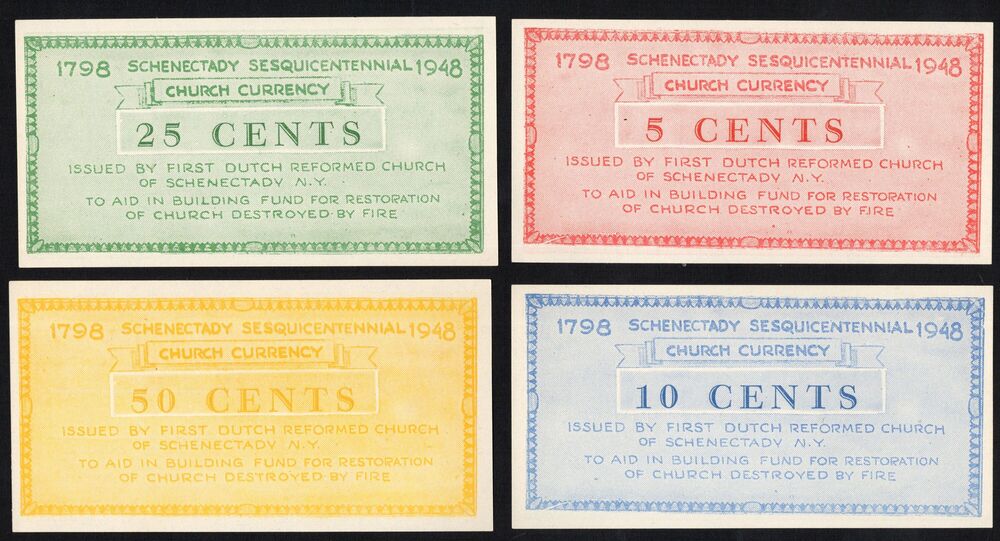 1798 SCHENECTADY SESQUICENTENNIAL 1948
CHURCH CURRENCY
25 CENTS
ISSUED BY FIRST DUTCH REFORMED CHURCH
OF SCHENECTADY N.Y.
TO AID IN BUILDING FUND FOR RESTORATION
OF CHURCH DESTROYED BY FIRE
1798 SCHENECTADY SESQUICENTENNIAL 1948
CHURCH CURRENCY
5 CENTS
ISSUED BY FIRST DUTCH REFORMED CHURCH
OF SCHENECTADY N.Y.
TO AID IN BUILDING FUND FOR RESTORATION
OF CHURCH DESTROYED BY FIRE
1798 SCHENECTADY SESQUICENTENNIAL 1948
CHURCH CURRENCY
50 CENTS
ISSUED BY FIRST DUTCH REFORMED CHURCH
OF SCHENECTADY N.Y.
TO AID IN BUILDING FUND FOR RESTORATION
OF CHURCH DESTROYED BY FIRE
1798 SCHENECTADY SESQUICENTENNIAL 1948
CHURCH CURRENCY
10 CENTS
ISSUED BY FIRST DUTCH REFORMED CHURCH
OF SCHENECTADY N.Y.
TO AID IN BUILDING FUND FOR RESTORATION
OF CHURCH DESTROYED BY FIRE